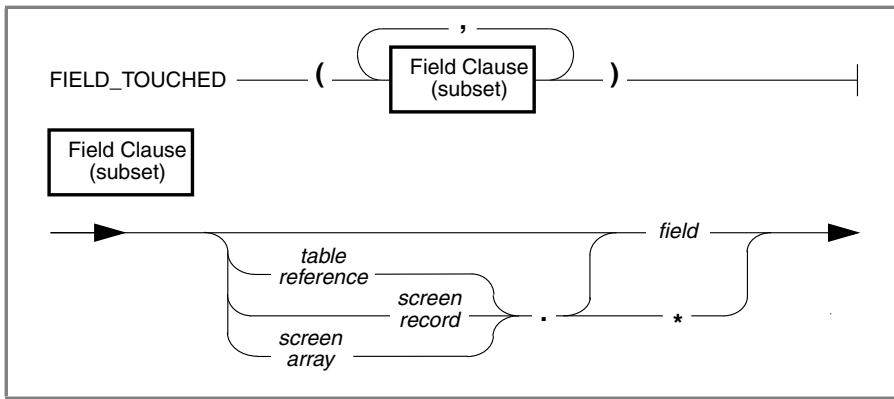 ,
FIELD_TOUCHED ( Field Clause )
(subset)
Field Clause
(subset)
field
table
reference
screen
record . *
screen
array